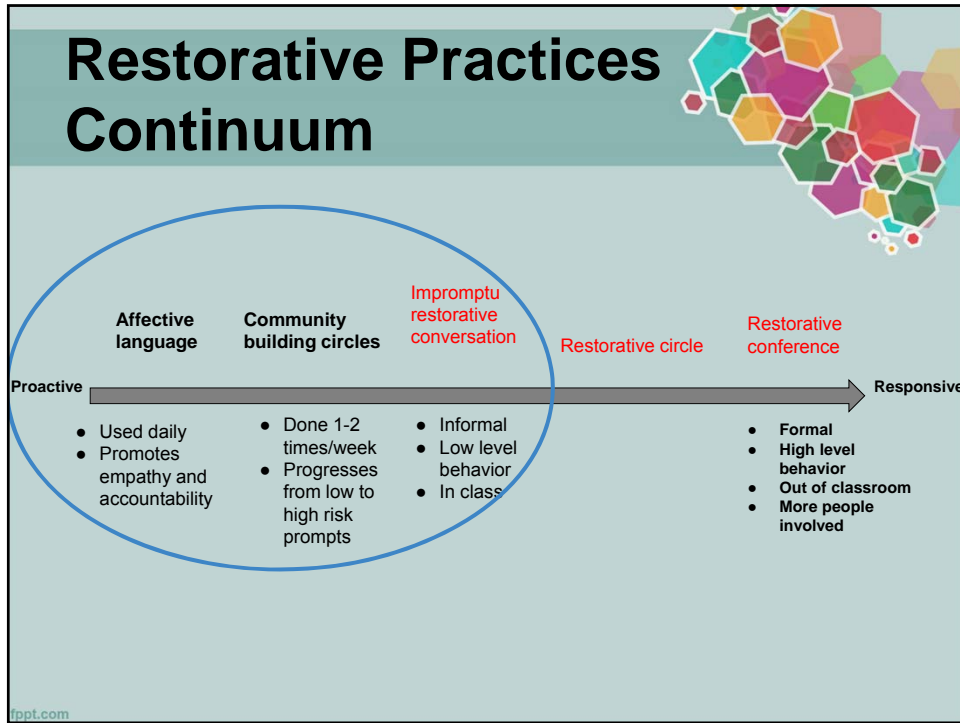 Restorative Practices
Continuum
Affective
language
Community
building circles
Impromptu
restorative
conversation
Restorative circle
Restorative
conference
Proactive
Responsive
● Used daily
● Promotes
empathy and
accountability
● Done 1-2
times/week
● Progresses
from low to
high risk
prompts
● Informal
● Low level
behavior
● In class
● Formal
● High level
behavior
● Out of classroom
● More people
involved
fppt.com